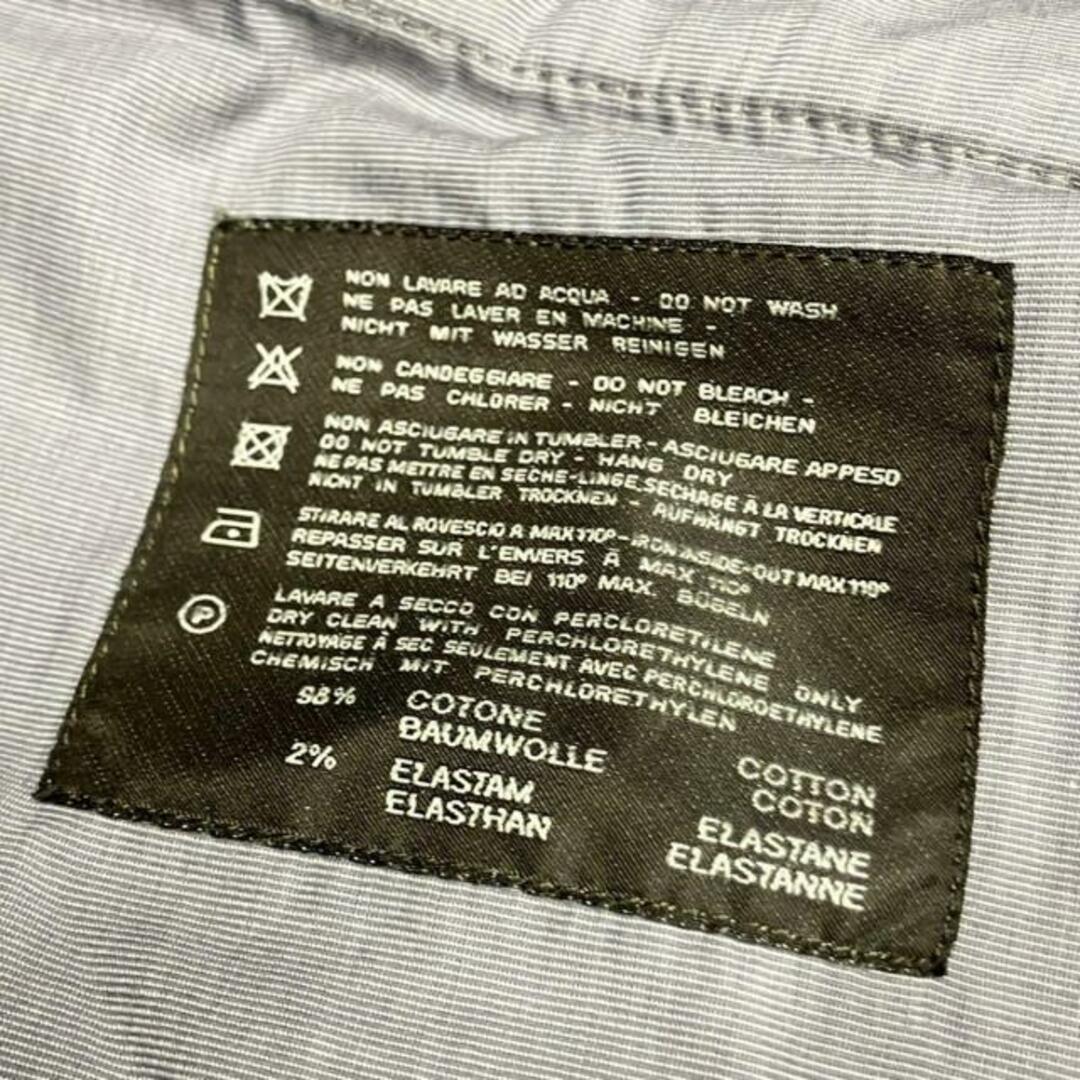 NON LAVARE AD ACQUA - DO NOT WASH
NE PAS LAVER EN MACHINE -
NICHT MIT WASSER REINIGEN
NON CANDEGGIARE - DO NOT BLEACH -
NE PAS CHLORER - NICHT BLEICHEN
NON ASCIUGARE IN TUMBLER - ASCIUGARE APPESO
DO NOT TUMBLE DRY - HANG DRY
NE PAS METTRE EN SECHE-LINGE SECHAGE À LA VERTICALE
NICHT IN TUMBLER TROCKNEN - AUFHÄNGT TROCKNEN
STIRARE AL ROVESCIO A MAX 110° - IRON INSIDE-OUT MAX 110°
REPASSER SUR L'ENVERS À MAX 110°
SEITENVERKEHRT BEI 110° MAX. BÜGELN
P
LAVARE A SECCO CON PERCLORETILENE
DRY CLEAN WITH PERCHLORETHYLENE ONLY
NETTOYAGE À SEC SEULEMENT AVEC PERCHLOROETHYLENE
CHEMISCH MIT PERCHLORETHYLEN
98% COTONE COTTON
BAUMWOLLE COTON
2% ELASTAM ELASTANE
ELASTHAN ELASTANNE